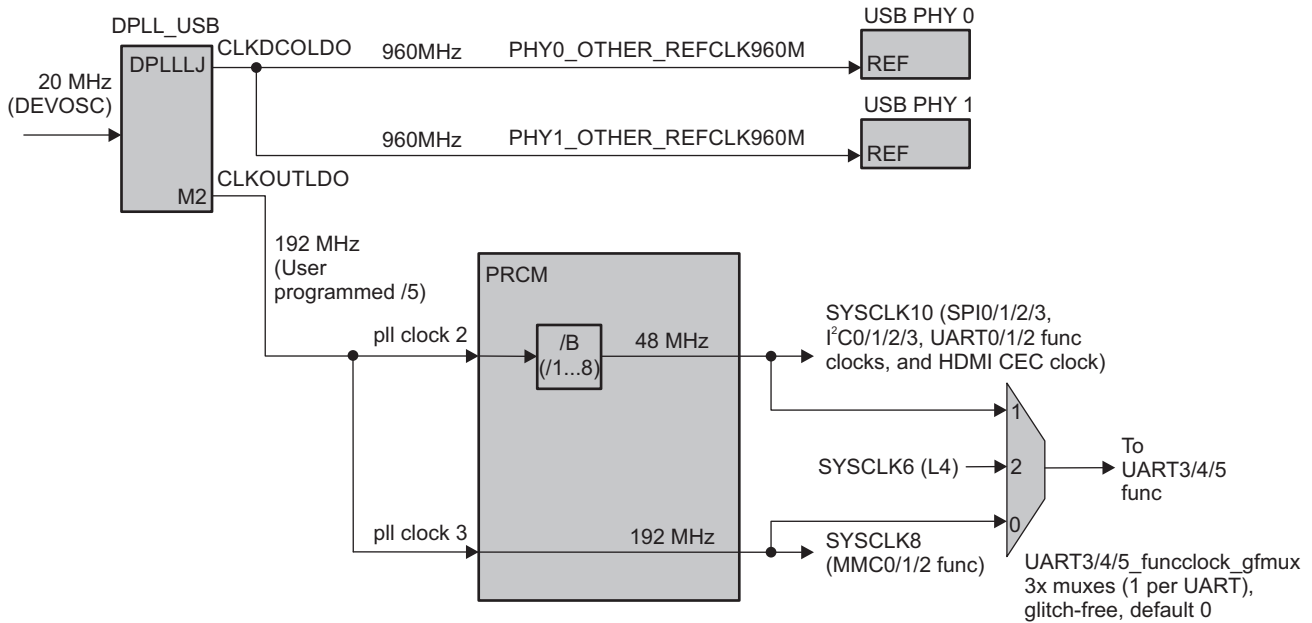 DPLL_USB
USB PHY 0
CLKDCOLDO
960MHz
PHY0_OTHER_REFCLK960M
DPLLLJ
REF
20 MHz
(DEVOSC)
USB PHY 1
960MHz
PHY1_OTHER_REFCLK960M
REF
CLKOUTLDO
M2
192 MHz
(User
programmed /5)
PRCM
pll clock 2
/B
(/1...8)
48 MHz
SYSCLK10 (SPI0/1/2/3,
I²C0/1/2/3, UART0/1/2 func
clocks, and HDMI CEC clock)
1
SYSCLK6 (L4)
2
To
UART3/4/5
func
0
pll clock 3
192 MHz
SYSCLK8
(MMC0/1/2 func)
UART3/4/5_funcclock_gfmux
3x muxes (1 per UART),
glitch-free, default 0